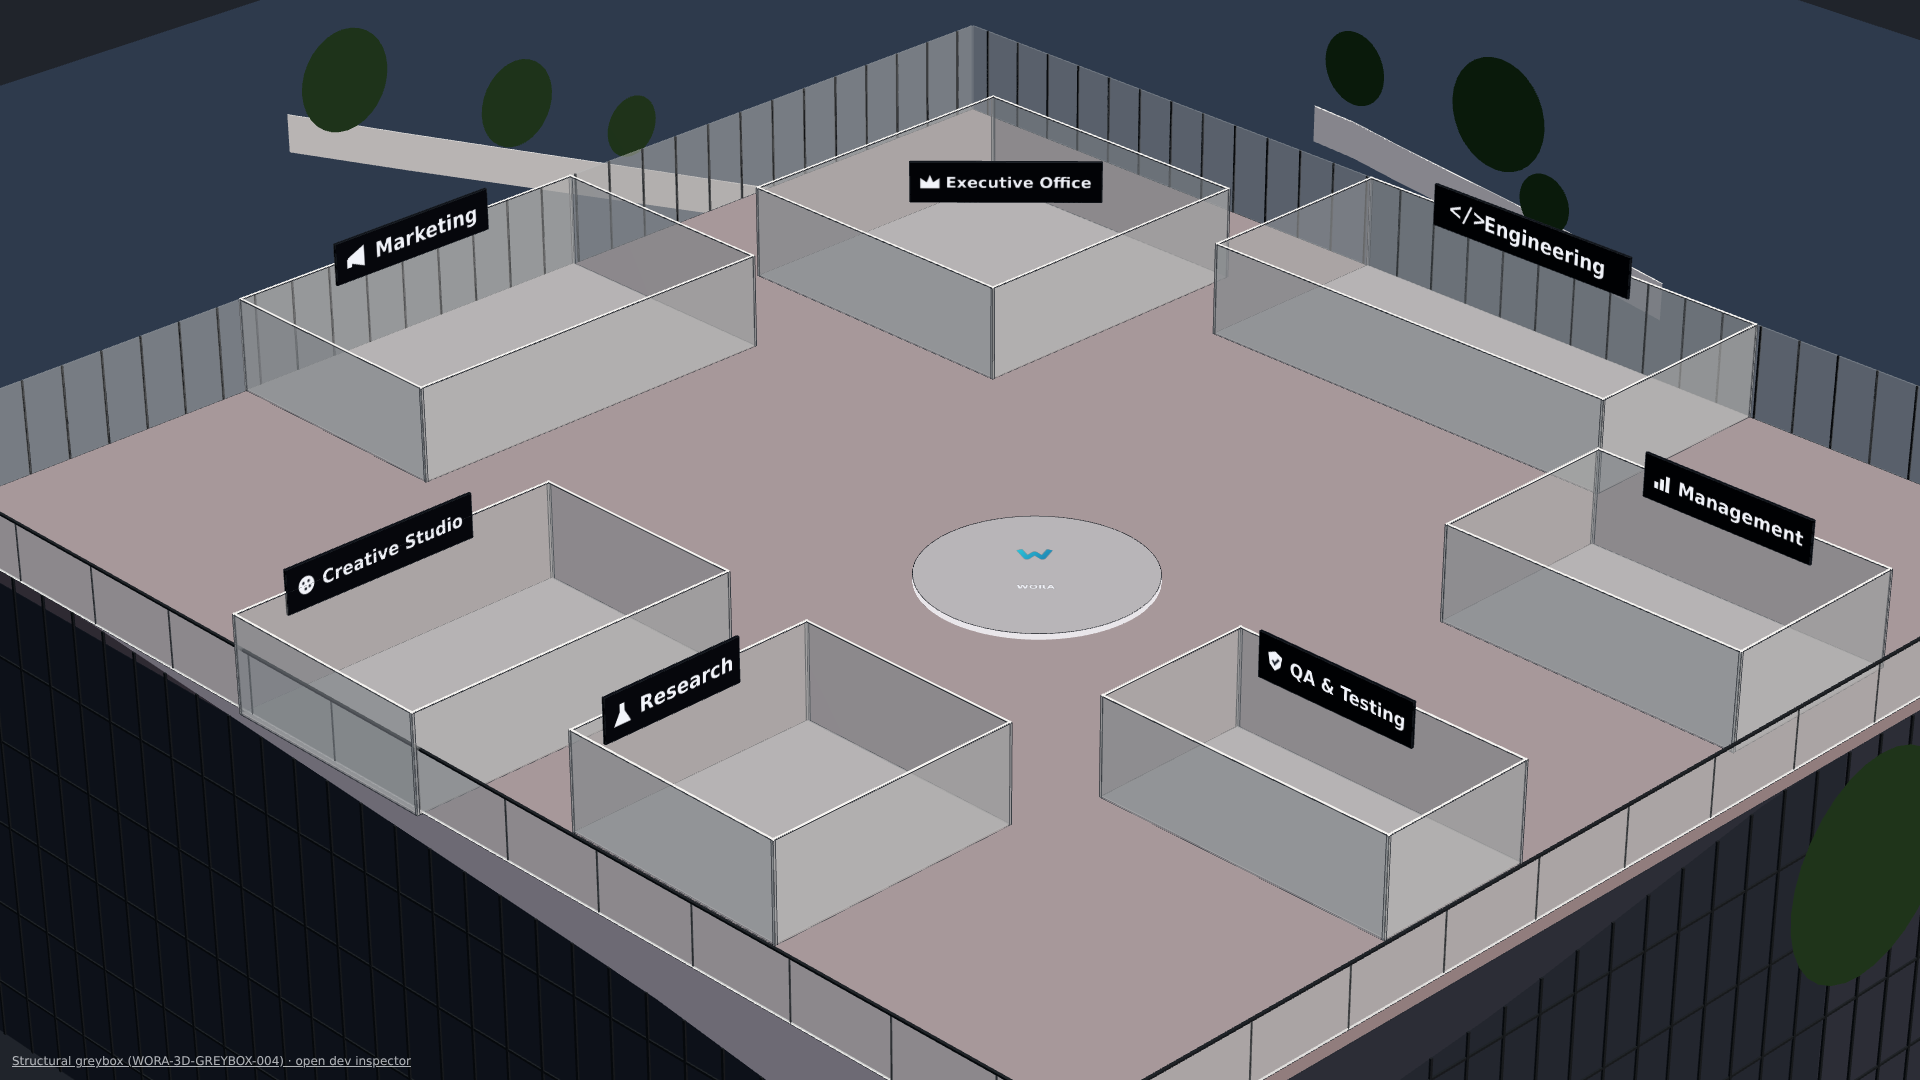 Executive Office
Marketing
</>Engineering
Management
Creative Studio
WORA
Research
QA & Testing
Structural greybox (WORA-3D-GREYBOX-004) · open dev inspector